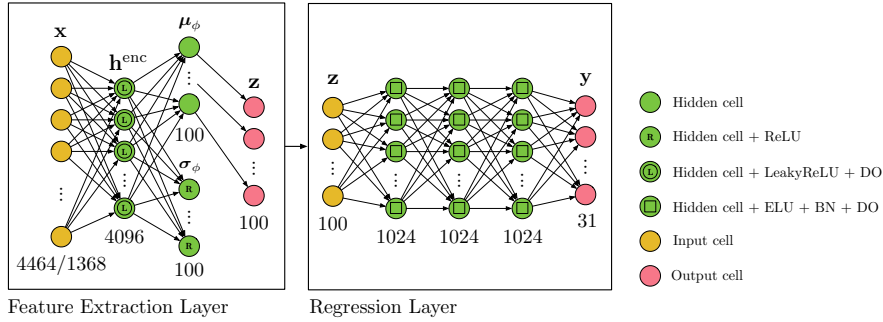 x
h^enc
μ_ϕ
z
⋮
100
σ_ϕ
⋮
4464/1368
4096
100
100
L
L
L
L
R
R
Feature Extraction Layer
z
y
100
1024
1024
1024
31
Regression Layer
Hidden cell
R Hidden cell + ReLU
L Hidden cell + LeakyReLU + DO
Hidden cell + ELU + BN + DO
Input cell
Output cell